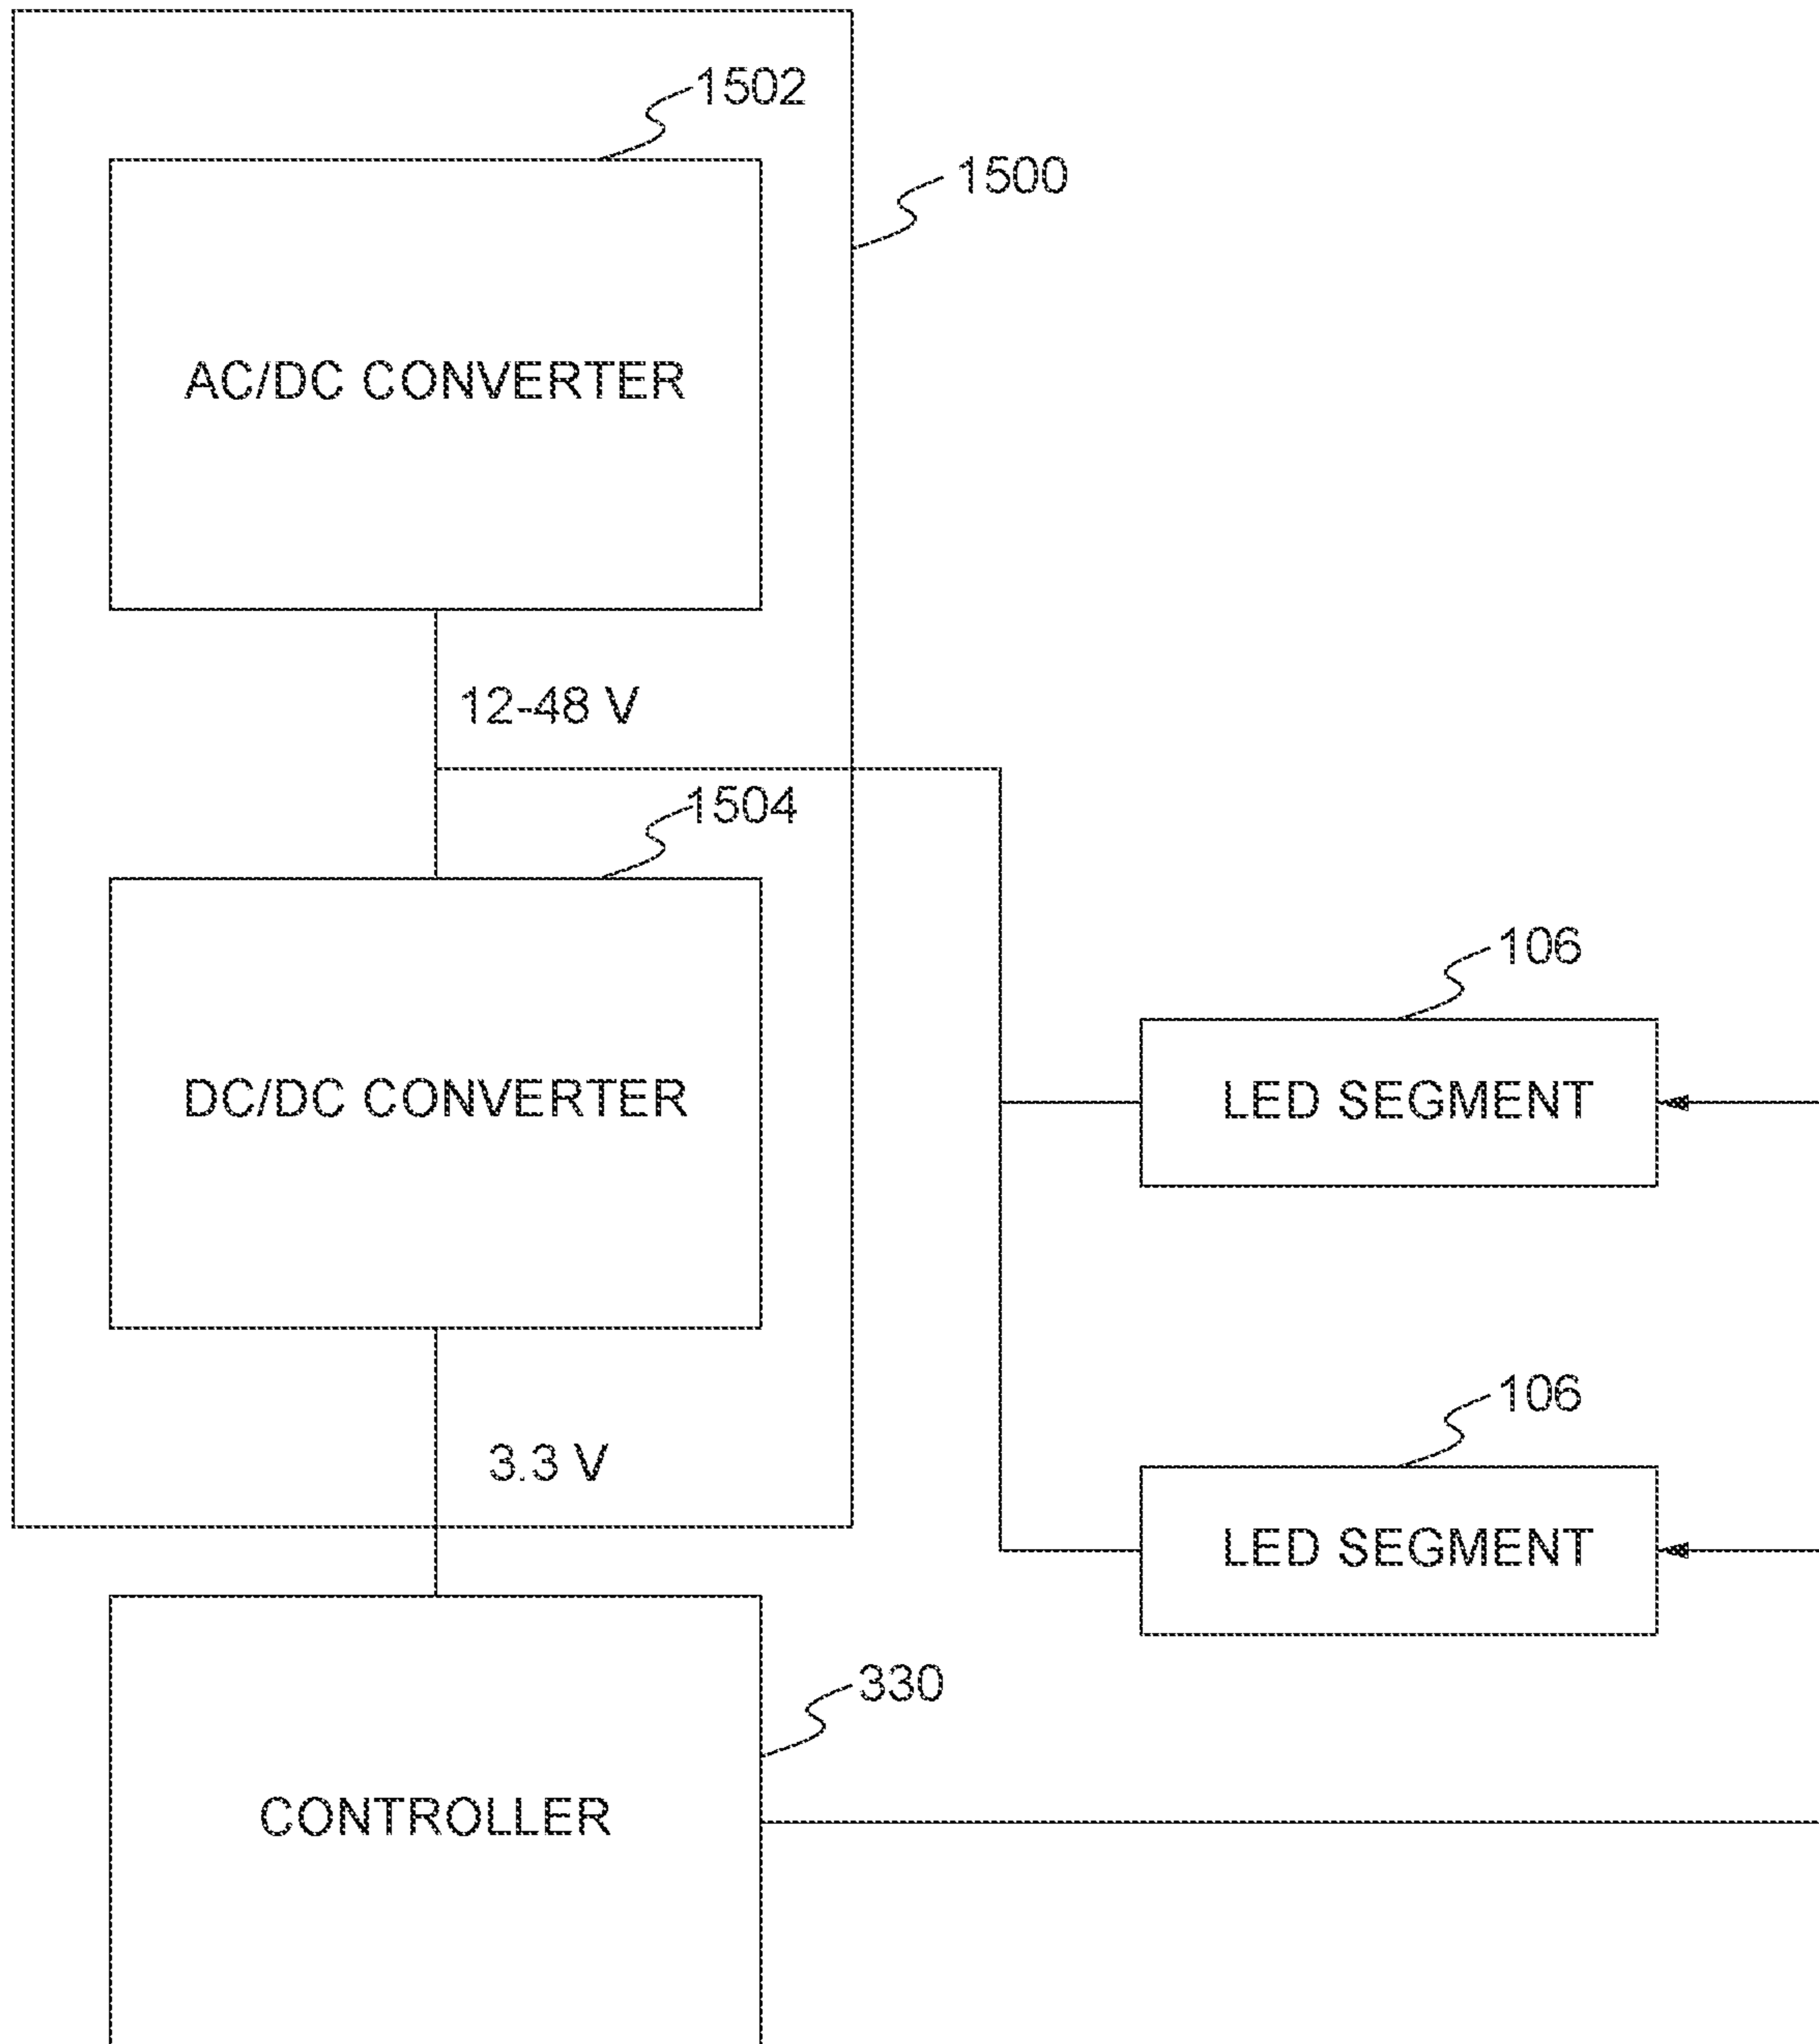 1502
1500
AC/DC CONVERTER
12-48 V
1504
106
DC/DC CONVERTER
LED SEGMENT
106
3.3 V
LED SEGMENT
330
CONTROLLER